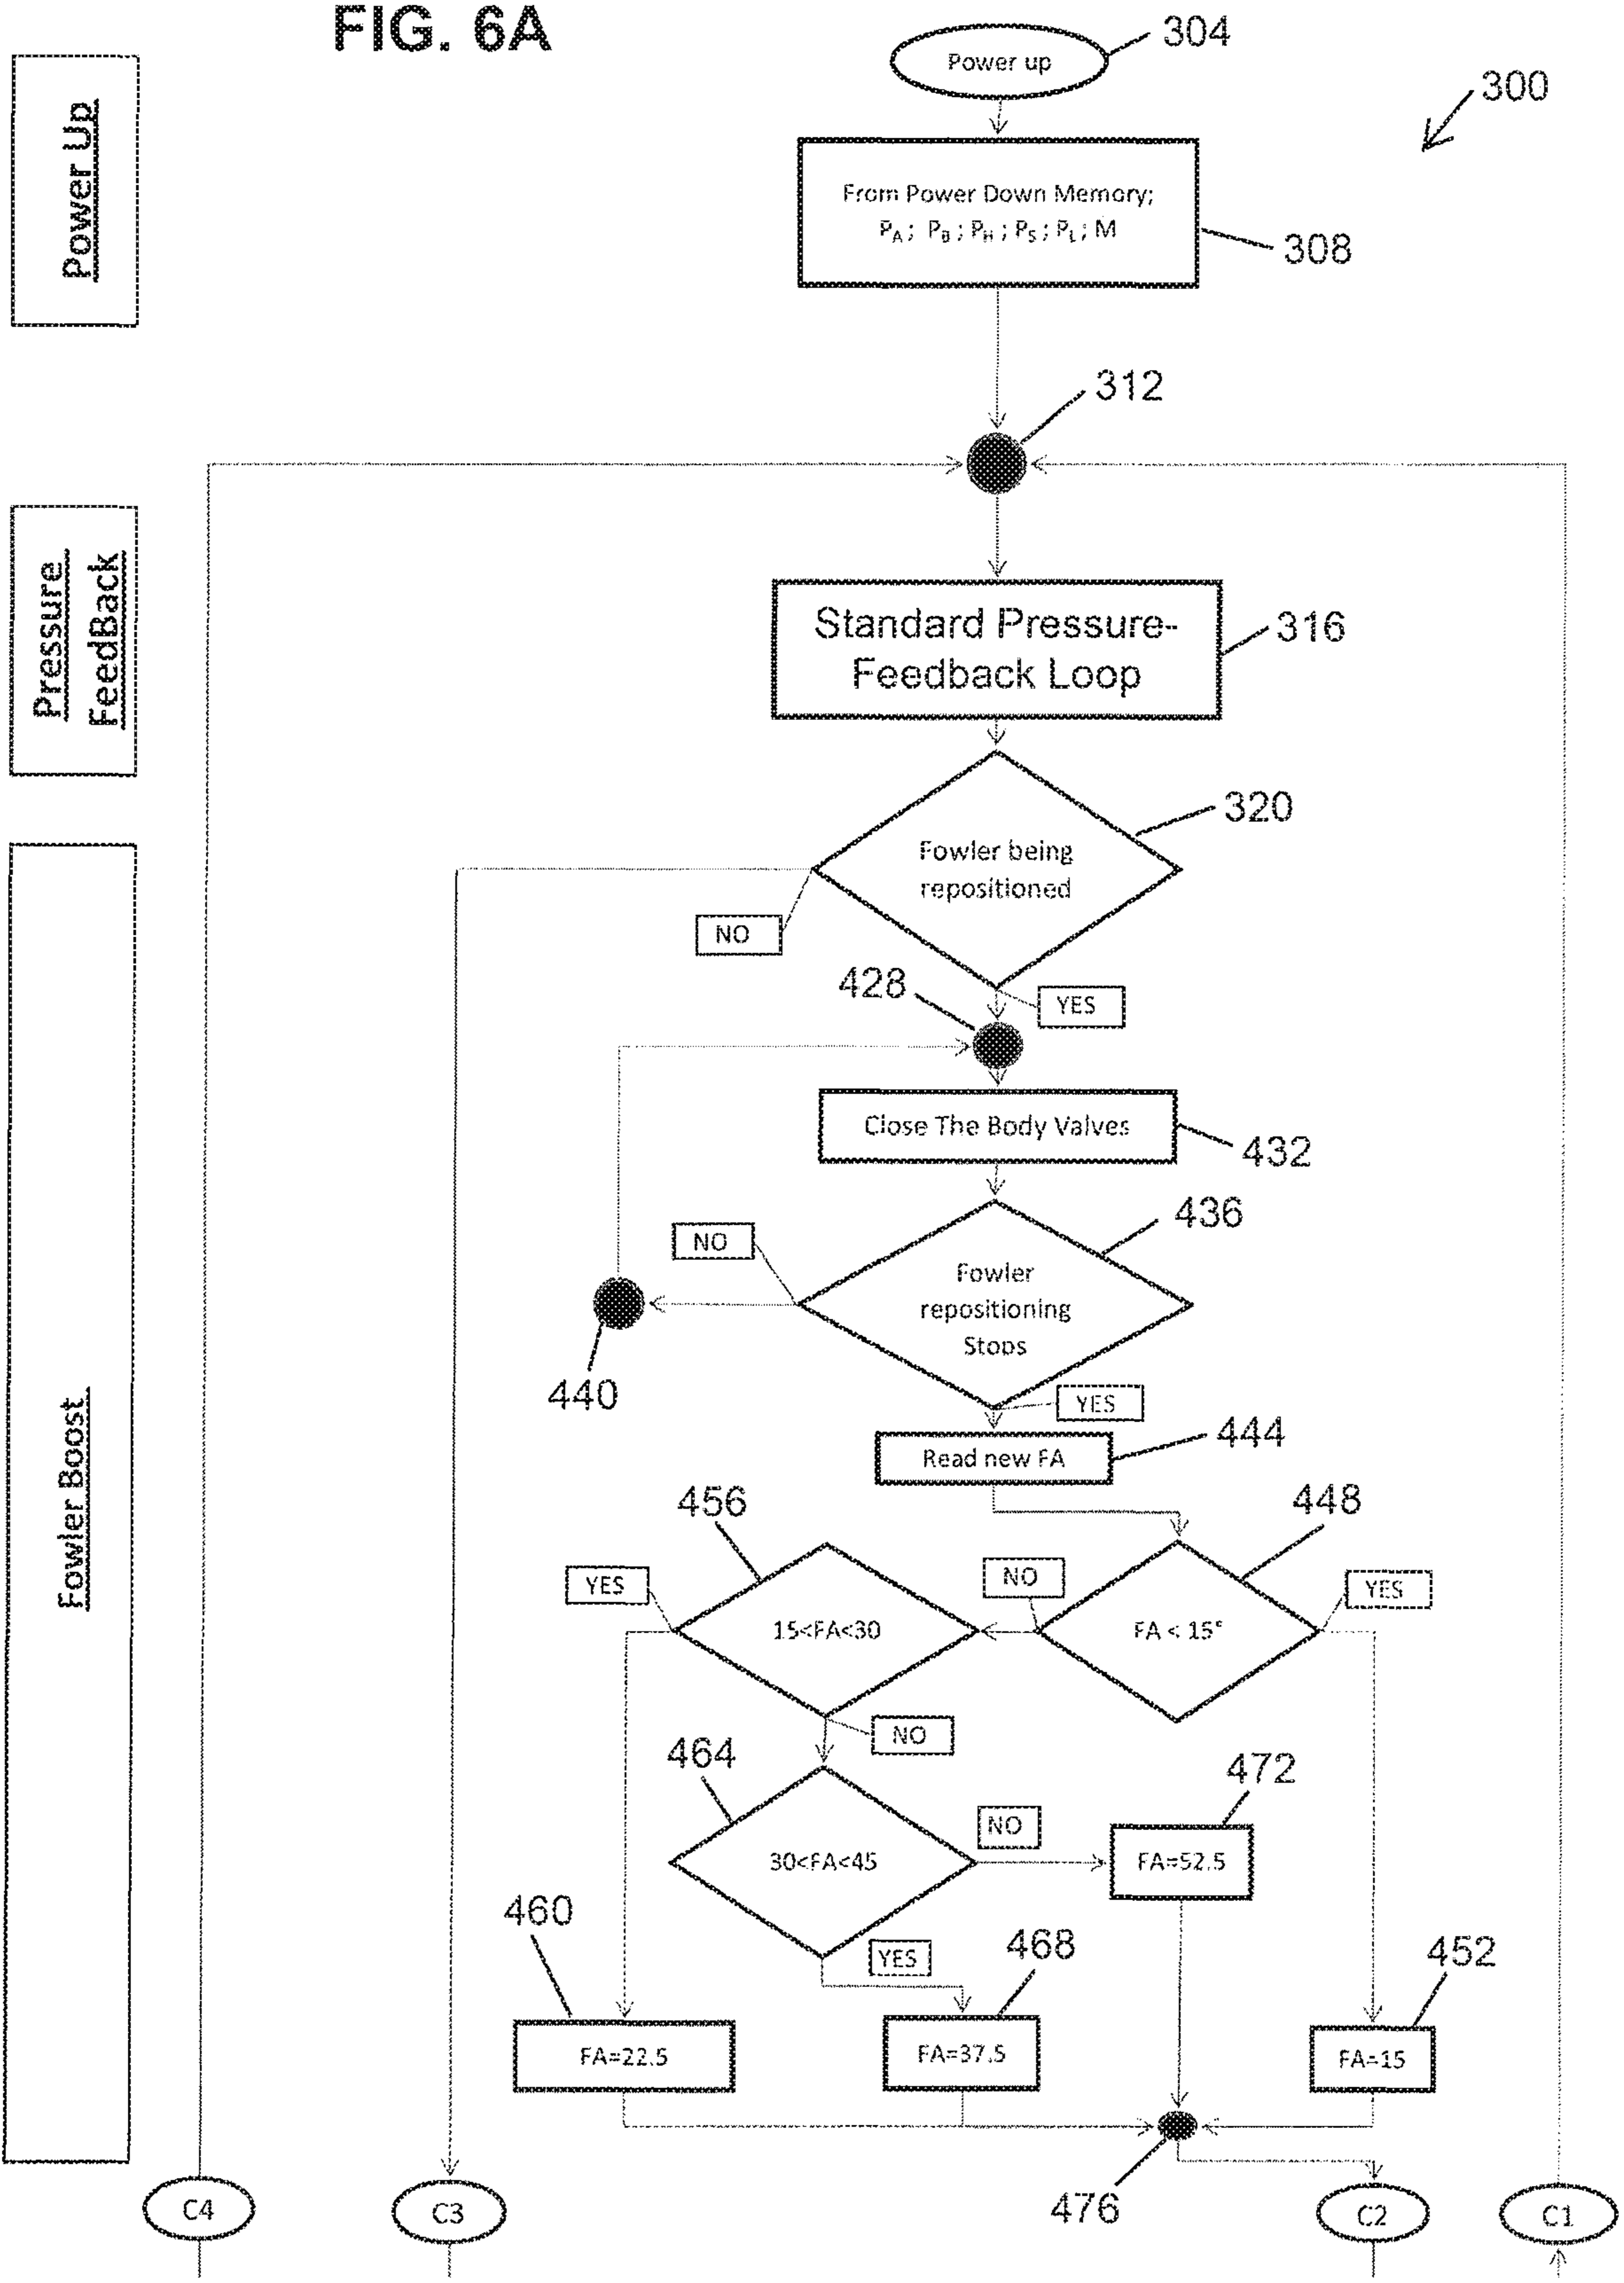 FIG. 6A
Power up
304
300
Power Up
From Power Down Memory;
PA; PB; PH; PS; PL; M
308
312
Pressure
FeedBack
Standard Pressure-
Feedback Loop
316
320
Fowler being
repositioned
NO
428
YES
Close The Body Valves
432
436
NO
Fowler
repositioning
Stops
440
YES
Fowler Boost
Read new FA
444
456
448
YES
NO
YES
15<FA<30
FA < 15°
NO
464
472
NO
30<FA<45
FA=52.5
460
YES
468
452
FA=22.5
FA=37.5
FA=15
476
C4
C3
C2
C1